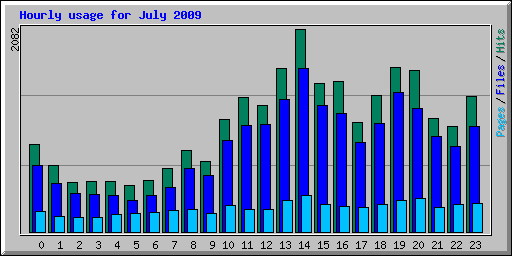 Hourly usage for July 2009
2082
Pages / Files / Hits
0 1 2 3 4 5 6 7 8 9 10 11 12 13 14 15 16 17 18 19 20 21 22 23